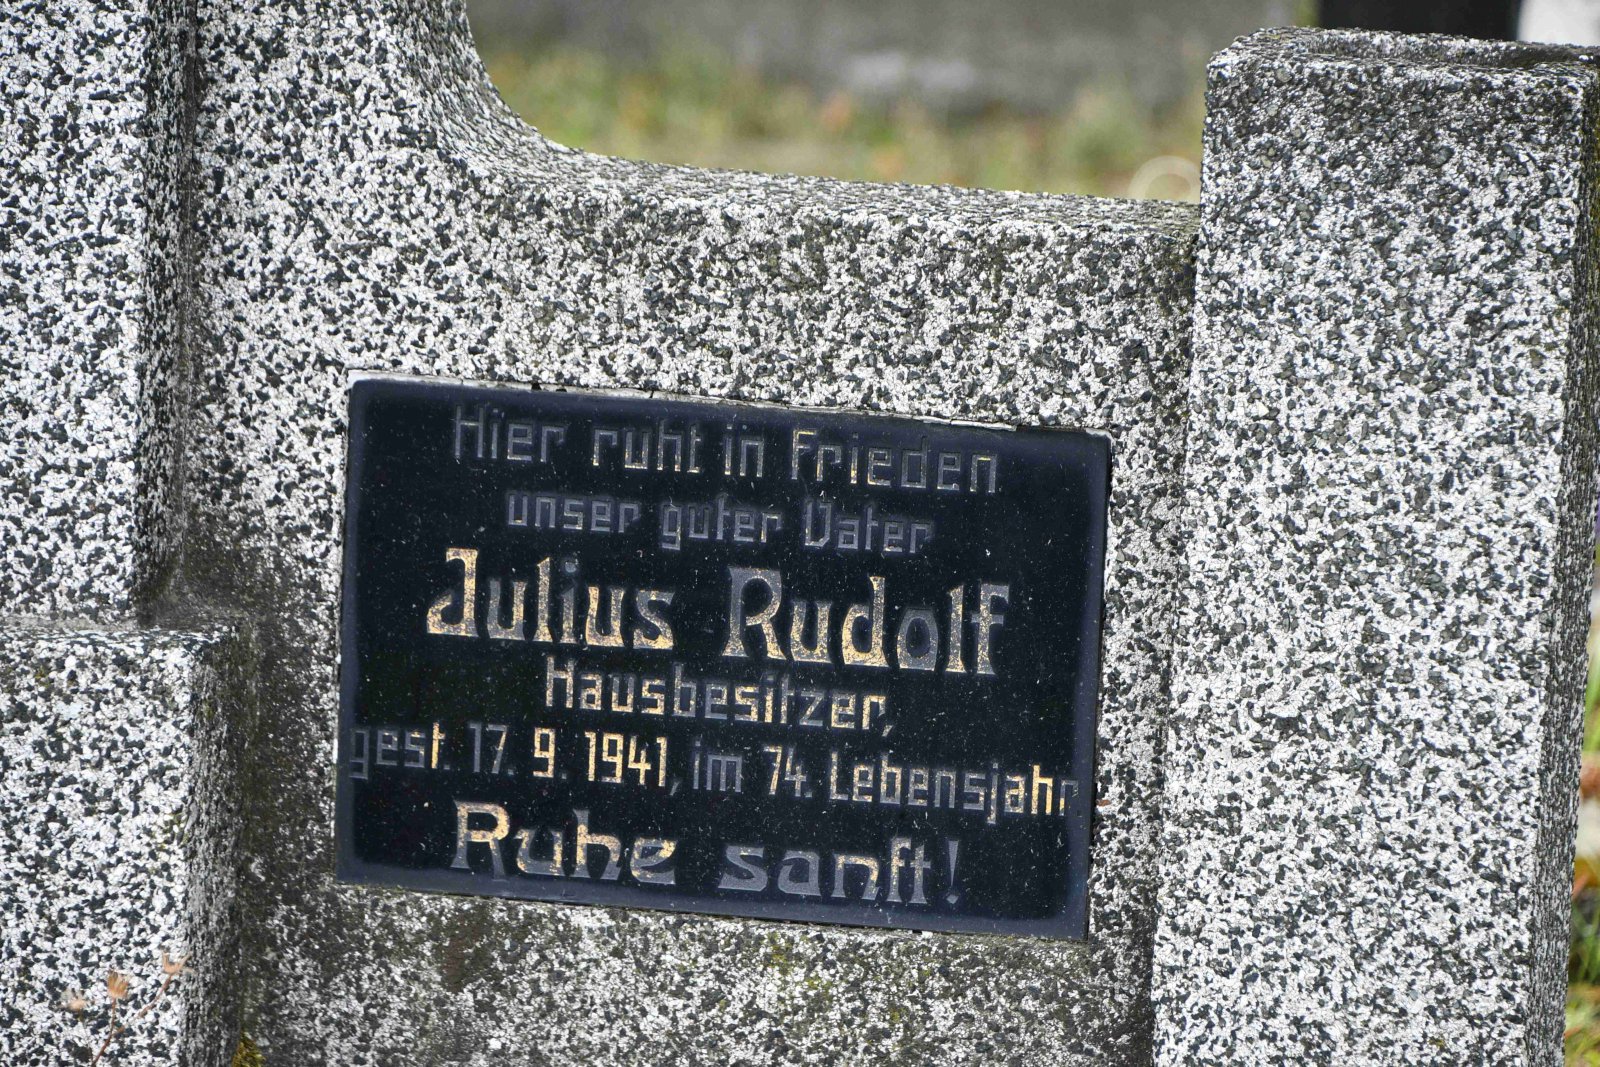 Hier ruht in Frieden
unser guter Vater
Julius Rudolf
Hausbesitzer,
gest. 17. 9. 1941, im 74. Lebensjahr
Ruhe sanft!